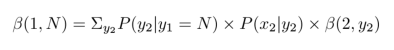 β(1, N) = Σ_{y₂} P(y₂|y₁ = N) × P(x₂|y₂) × β(2, y₂)